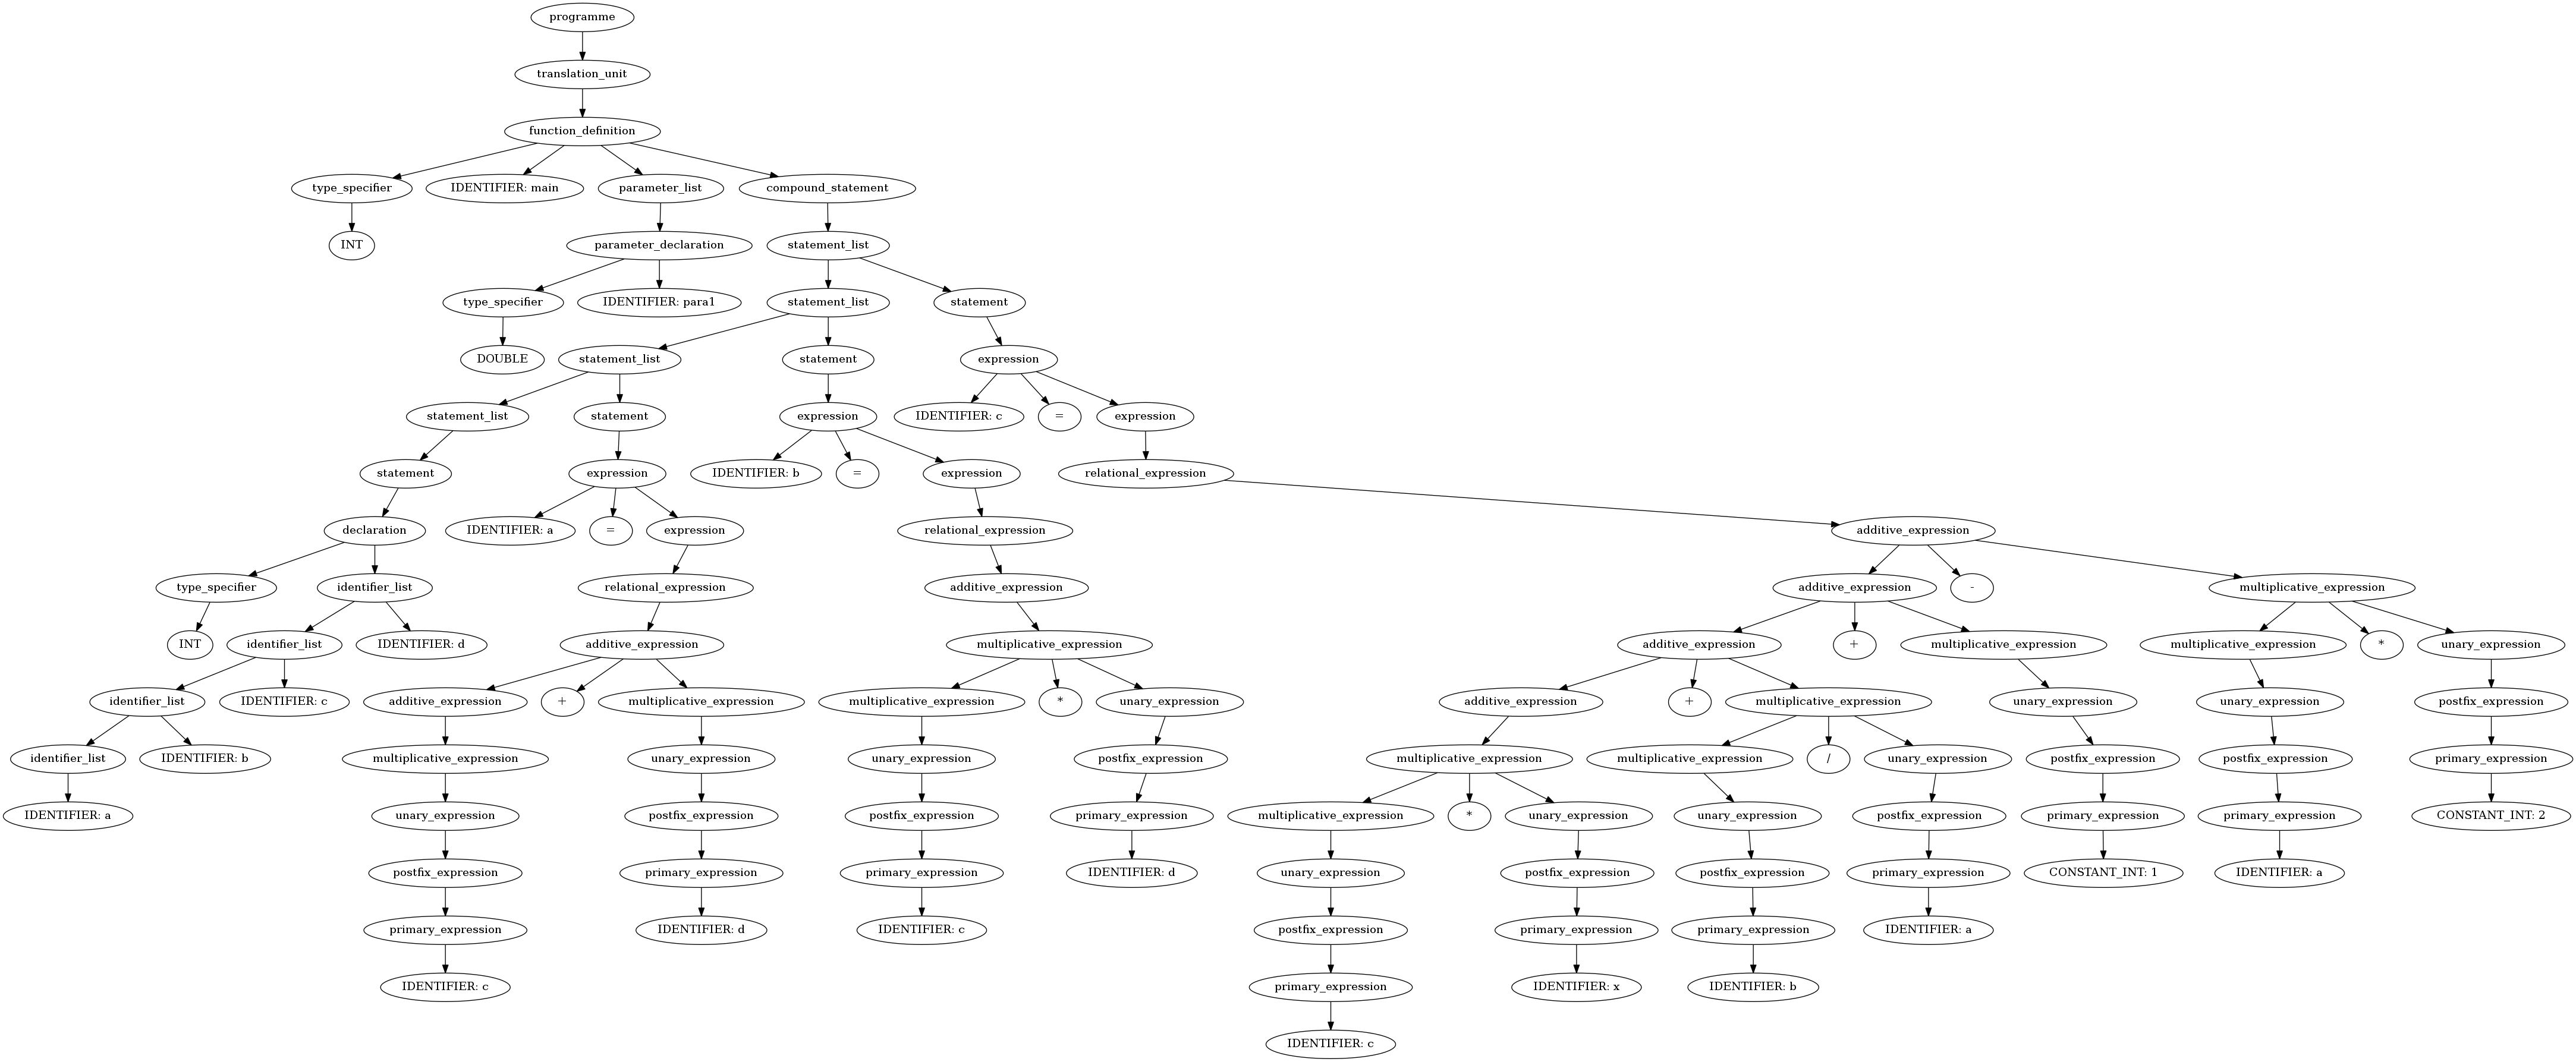 programme
translation_unit
function_definition
type_specifier
IDENTIFIER: main
parameter_list
compound_statement
INT
parameter_declaration
statement_list
type_specifier
IDENTIFIER: para1
statement_list
statement
DOUBLE
statement_list
statement
expression
statement_list
statement
expression
IDENTIFIER: c
=
expression
statement
expression
IDENTIFIER: b
=
expression
relational_expression
declaration
IDENTIFIER: a
=
expression
relational_expression
additive_expression
type_specifier
identifier_list
relational_expression
additive_expression
additive_expression
-
multiplicative_expression
INT
identifier_list
IDENTIFIER: d
additive_expression
multiplicative_expression
additive_expression
+
multiplicative_expression
multiplicative_expression
*
unary_expression
identifier_list
IDENTIFIER: c
additive_expression
+
multiplicative_expression
multiplicative_expression
*
unary_expression
additive_expression
+
multiplicative_expression
unary_expression
unary_expression
postfix_expression
identifier_list
IDENTIFIER: b
multiplicative_expression
unary_expression
unary_expression
postfix_expression
multiplicative_expression
multiplicative_expression
/
unary_expression
postfix_expression
postfix_expression
primary_expression
IDENTIFIER: a
unary_expression
postfix_expression
postfix_expression
primary_expression
multiplicative_expression
*
unary_expression
unary_expression
postfix_expression
primary_expression
primary_expression
CONSTANT_INT: 2
postfix_expression
primary_expression
primary_expression
IDENTIFIER: d
unary_expression
postfix_expression
postfix_expression
primary_expression
CONSTANT_INT: 1
IDENTIFIER: a
primary_expression
IDENTIFIER: d
IDENTIFIER: c
postfix_expression
primary_expression
primary_expression
IDENTIFIER: a
IDENTIFIER: c
primary_expression
IDENTIFIER: x
IDENTIFIER: b
IDENTIFIER: c